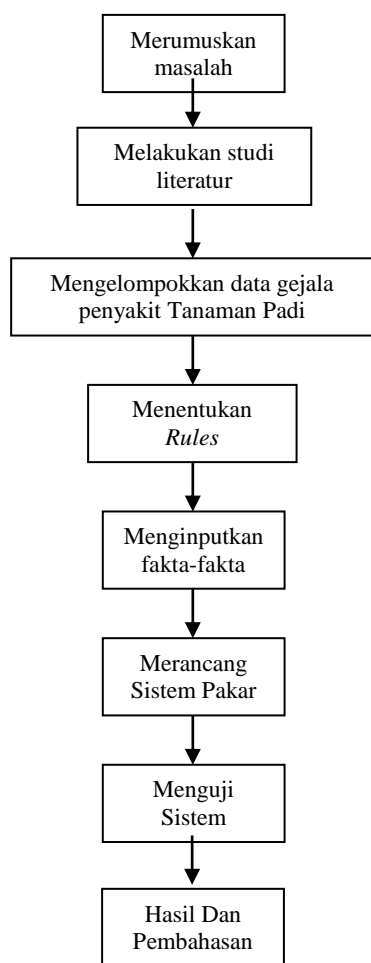 Merumuskan
masalah
Melakukan studi
literatur
Mengelompokkan data gejala
penyakit Tanaman Padi
Menentukan
Rules
Menginputkan
fakta-fakta
Merancang
Sistem Pakar
Menguji
Sistem
Hasil Dan
Pembahasan